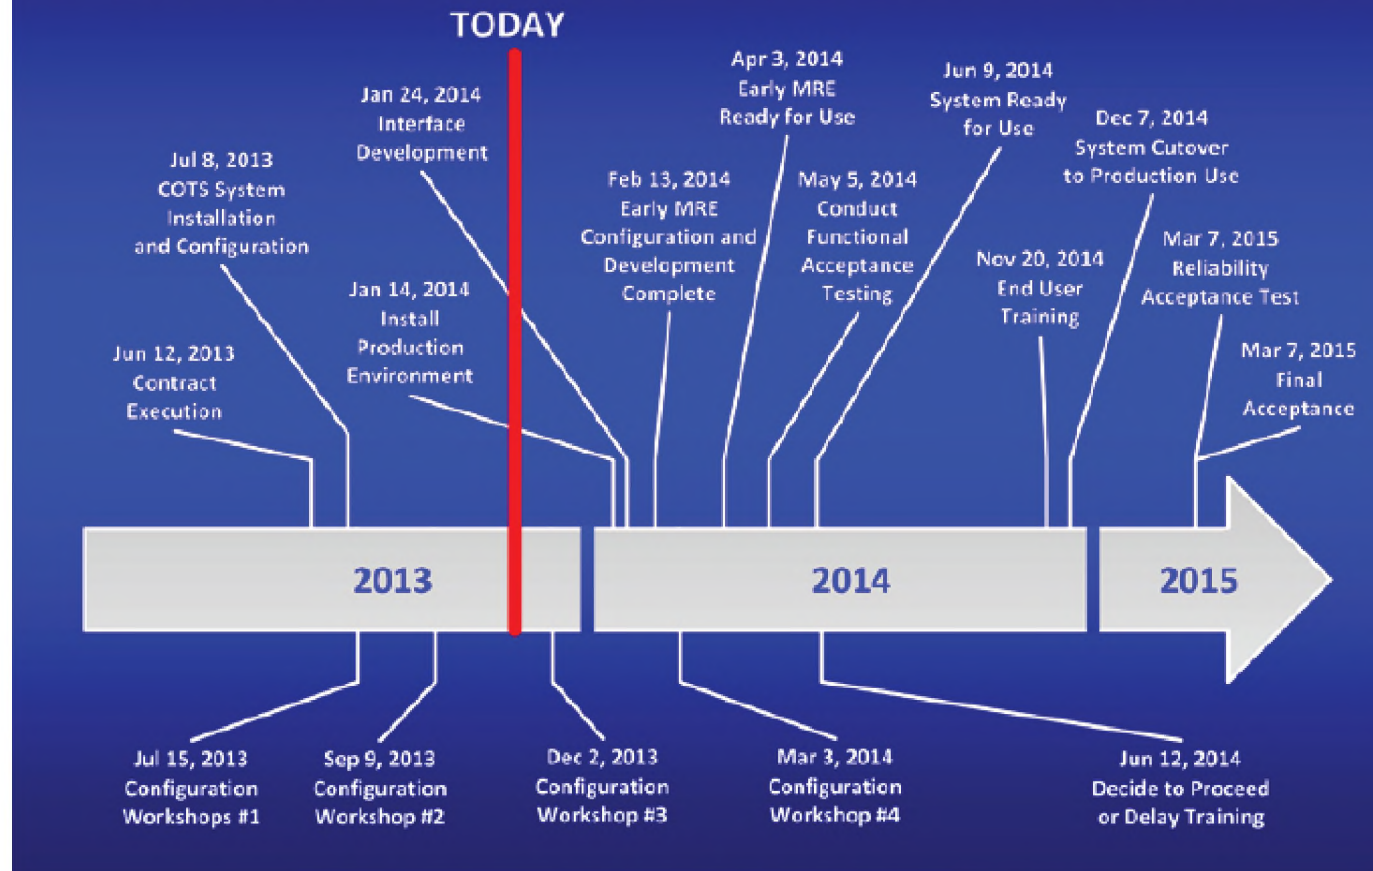 TODAY
Jun 12, 2013
Contract
Execution
Jul 8, 2013
COTS System
Installation
and Configuration
Jan 14, 2014
Install
Production
Environment
Jan 24, 2014
Interface
Development
Feb 13, 2014
Early MRE
Configuration and
Development
Complete
Apr 3, 2014
Early MRE
Ready for Use
May 5, 2014
Conduct
Functional
Acceptance
Testing
Jun 9, 2014
System Ready
for Use
Nov 20, 2014
End User
Training
Dec 7, 2014
System Cutover
to Production Use
Mar 7, 2015
Reliability
Acceptance Test
Mar 7, 2015
Final
Acceptance
2013
2014
2015
Jul 15, 2013
Configuration
Workshops #1
Sep 9, 2013
Configuration
Workshop #2
Dec 2, 2013
Configuration
Workshop #3
Mar 3, 2014
Configuration
Workshop #4
Jun 12, 2014
Decide to Proceed
or Delay Training